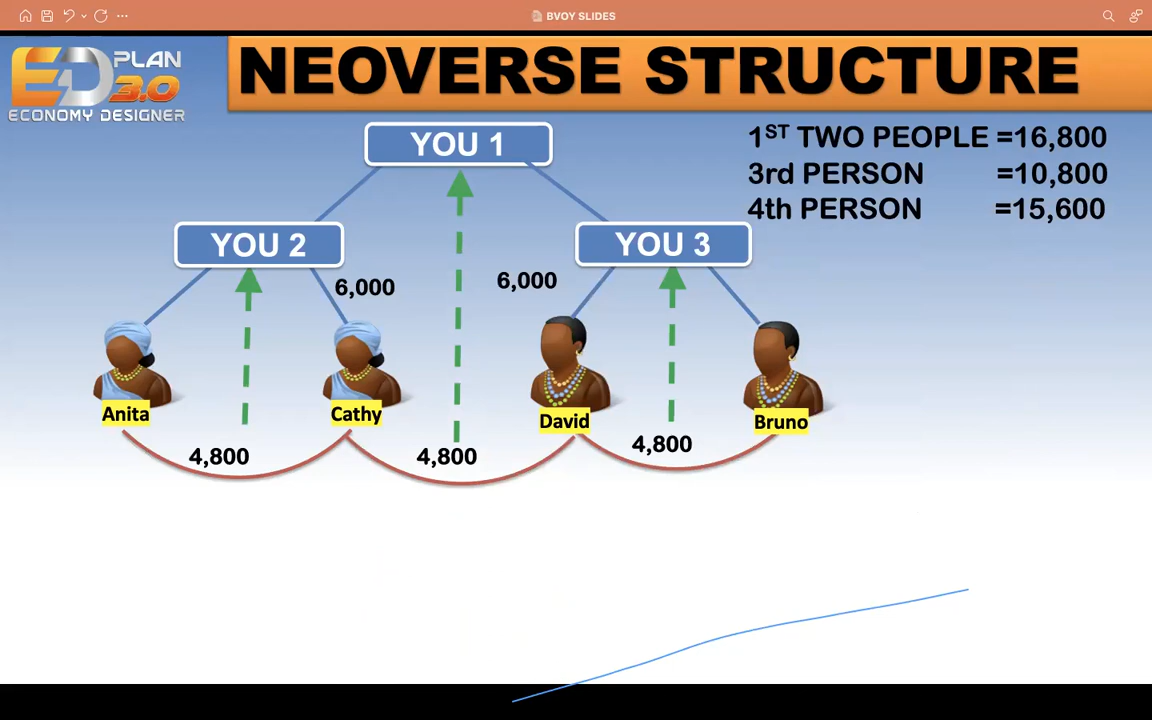 BVOY SLIDES
ED PLAN 3.0
ECONOMY DESIGNER
NEOVERSE STRUCTURE
YOU 1
1ST TWO PEOPLE =16,800
3rd PERSON =10,800
4th PERSON =15,600
YOU 2
YOU 3
6,000
6,000
Anita
Cathy
David
Bruno
4,800
4,800
4,800